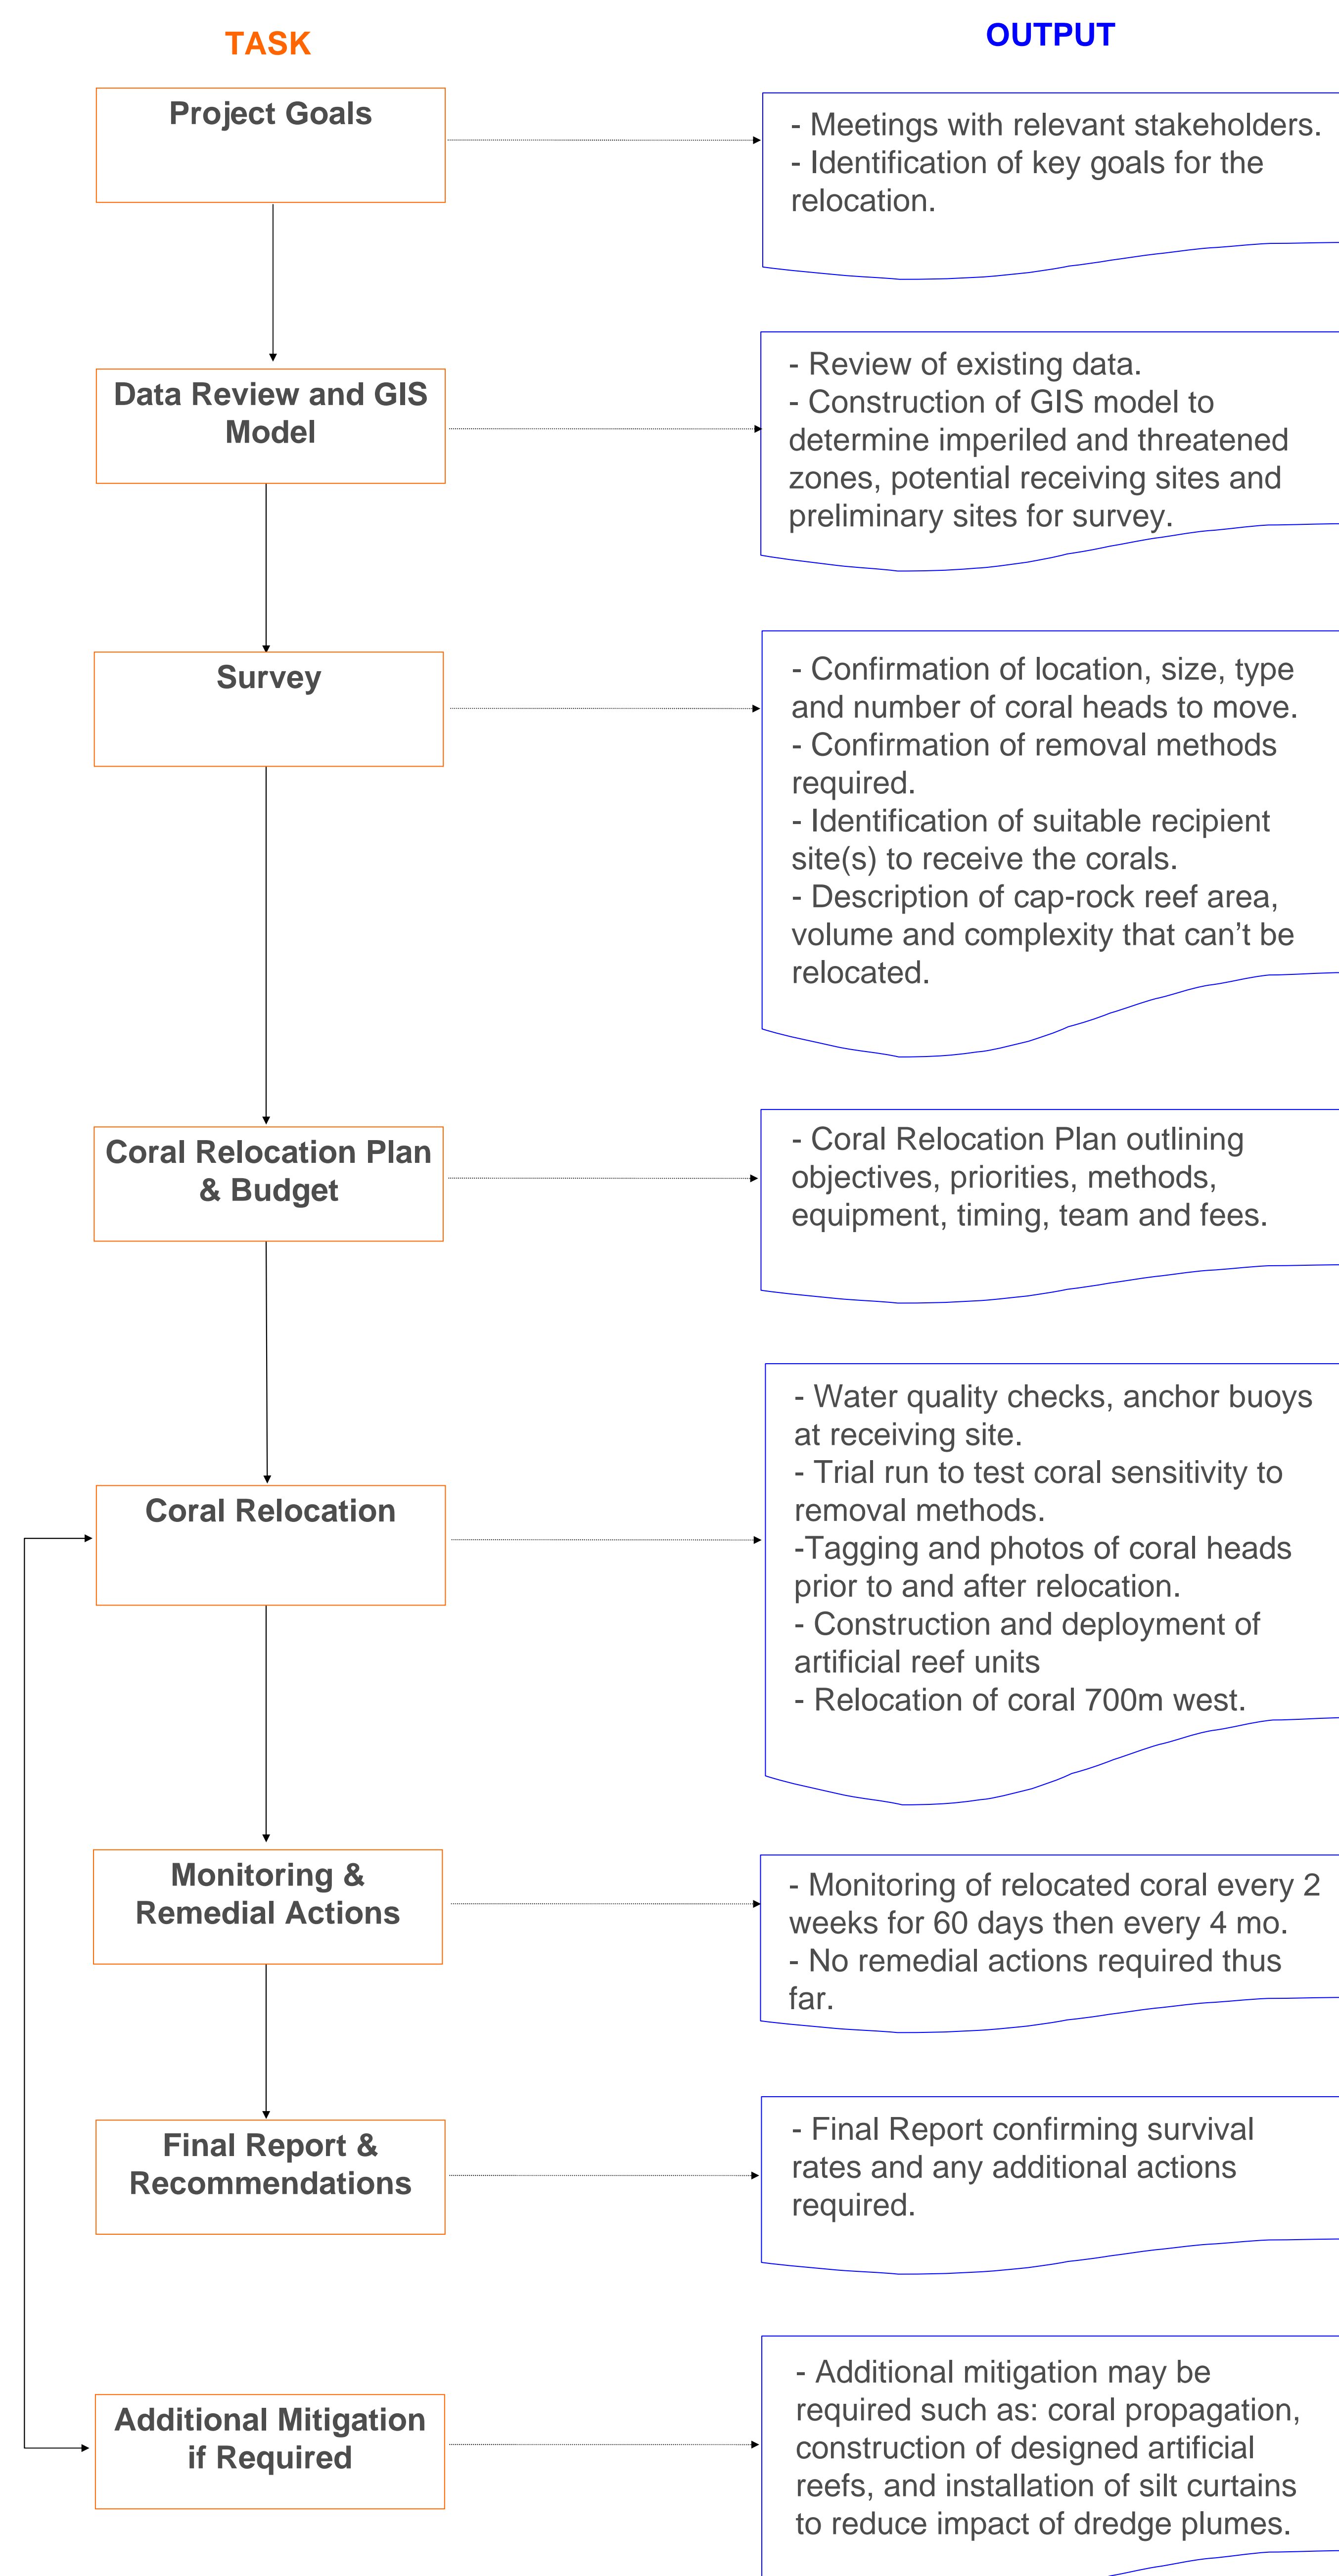 TASK
OUTPUT
Project Goals
- Meetings with relevant stakeholders.
- Identification of key goals for the
relocation.
Data Review and GIS
Model
- Review of existing data.
- Construction of GIS model to
determine imperiled and threatened
zones, potential receiving sites and
preliminary sites for survey.
Survey
- Confirmation of location, size, type
and number of coral heads to move.
- Confirmation of removal methods
required.
- Identification of suitable recipient
site(s) to receive the corals.
- Description of cap-rock reef area,
volume and complexity that can’t be
relocated.
Coral Relocation Plan
& Budget
- Coral Relocation Plan outlining
objectives, priorities, methods,
equipment, timing, team and fees.
Coral Relocation
- Water quality checks, anchor buoys
at receiving site.
- Trial run to test coral sensitivity to
removal methods.
-Tagging and photos of coral heads
prior to and after relocation.
- Construction and deployment of
artificial reef units
- Relocation of coral 700m west.
Monitoring &
Remedial Actions
- Monitoring of relocated coral every 2
weeks for 60 days then every 4 mo.
- No remedial actions required thus
far.
Final Report &
Recommendations
- Final Report confirming survival
rates and any additional actions
required.
Additional Mitigation
if Required
- Additional mitigation may be
required such as: coral propagation,
construction of designed artificial
reefs, and installation of silt curtains
to reduce impact of dredge plumes.